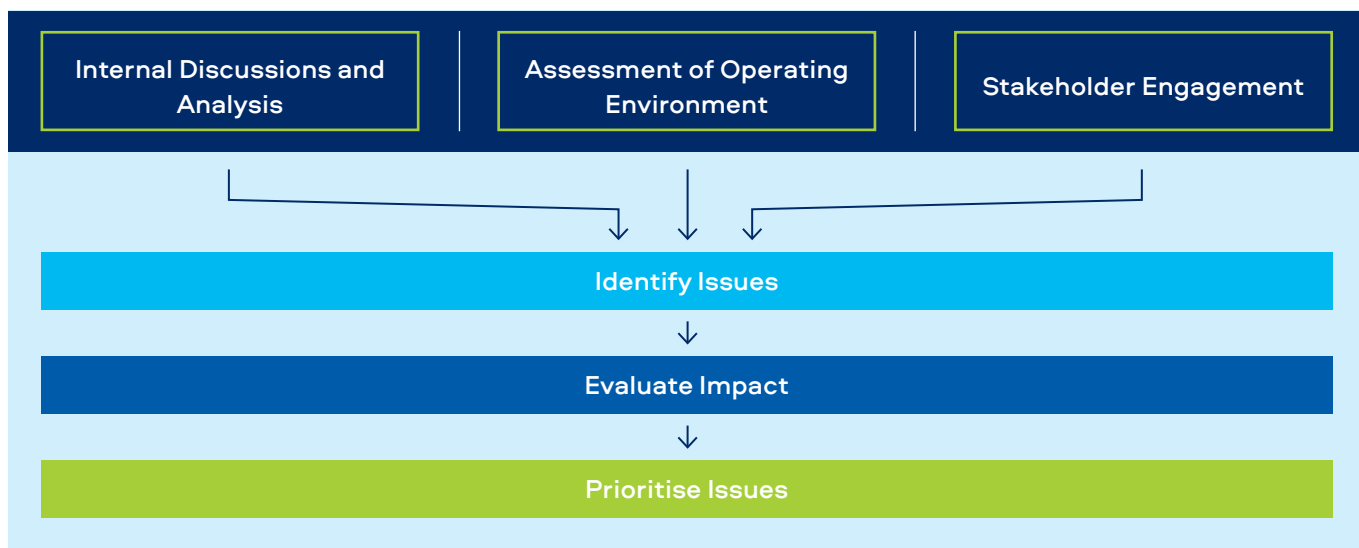 Internal Discussions and
Analysis
Assessment of Operating
Environment
Stakeholder Engagement
Identify Issues
Evaluate Impact
Prioritise Issues